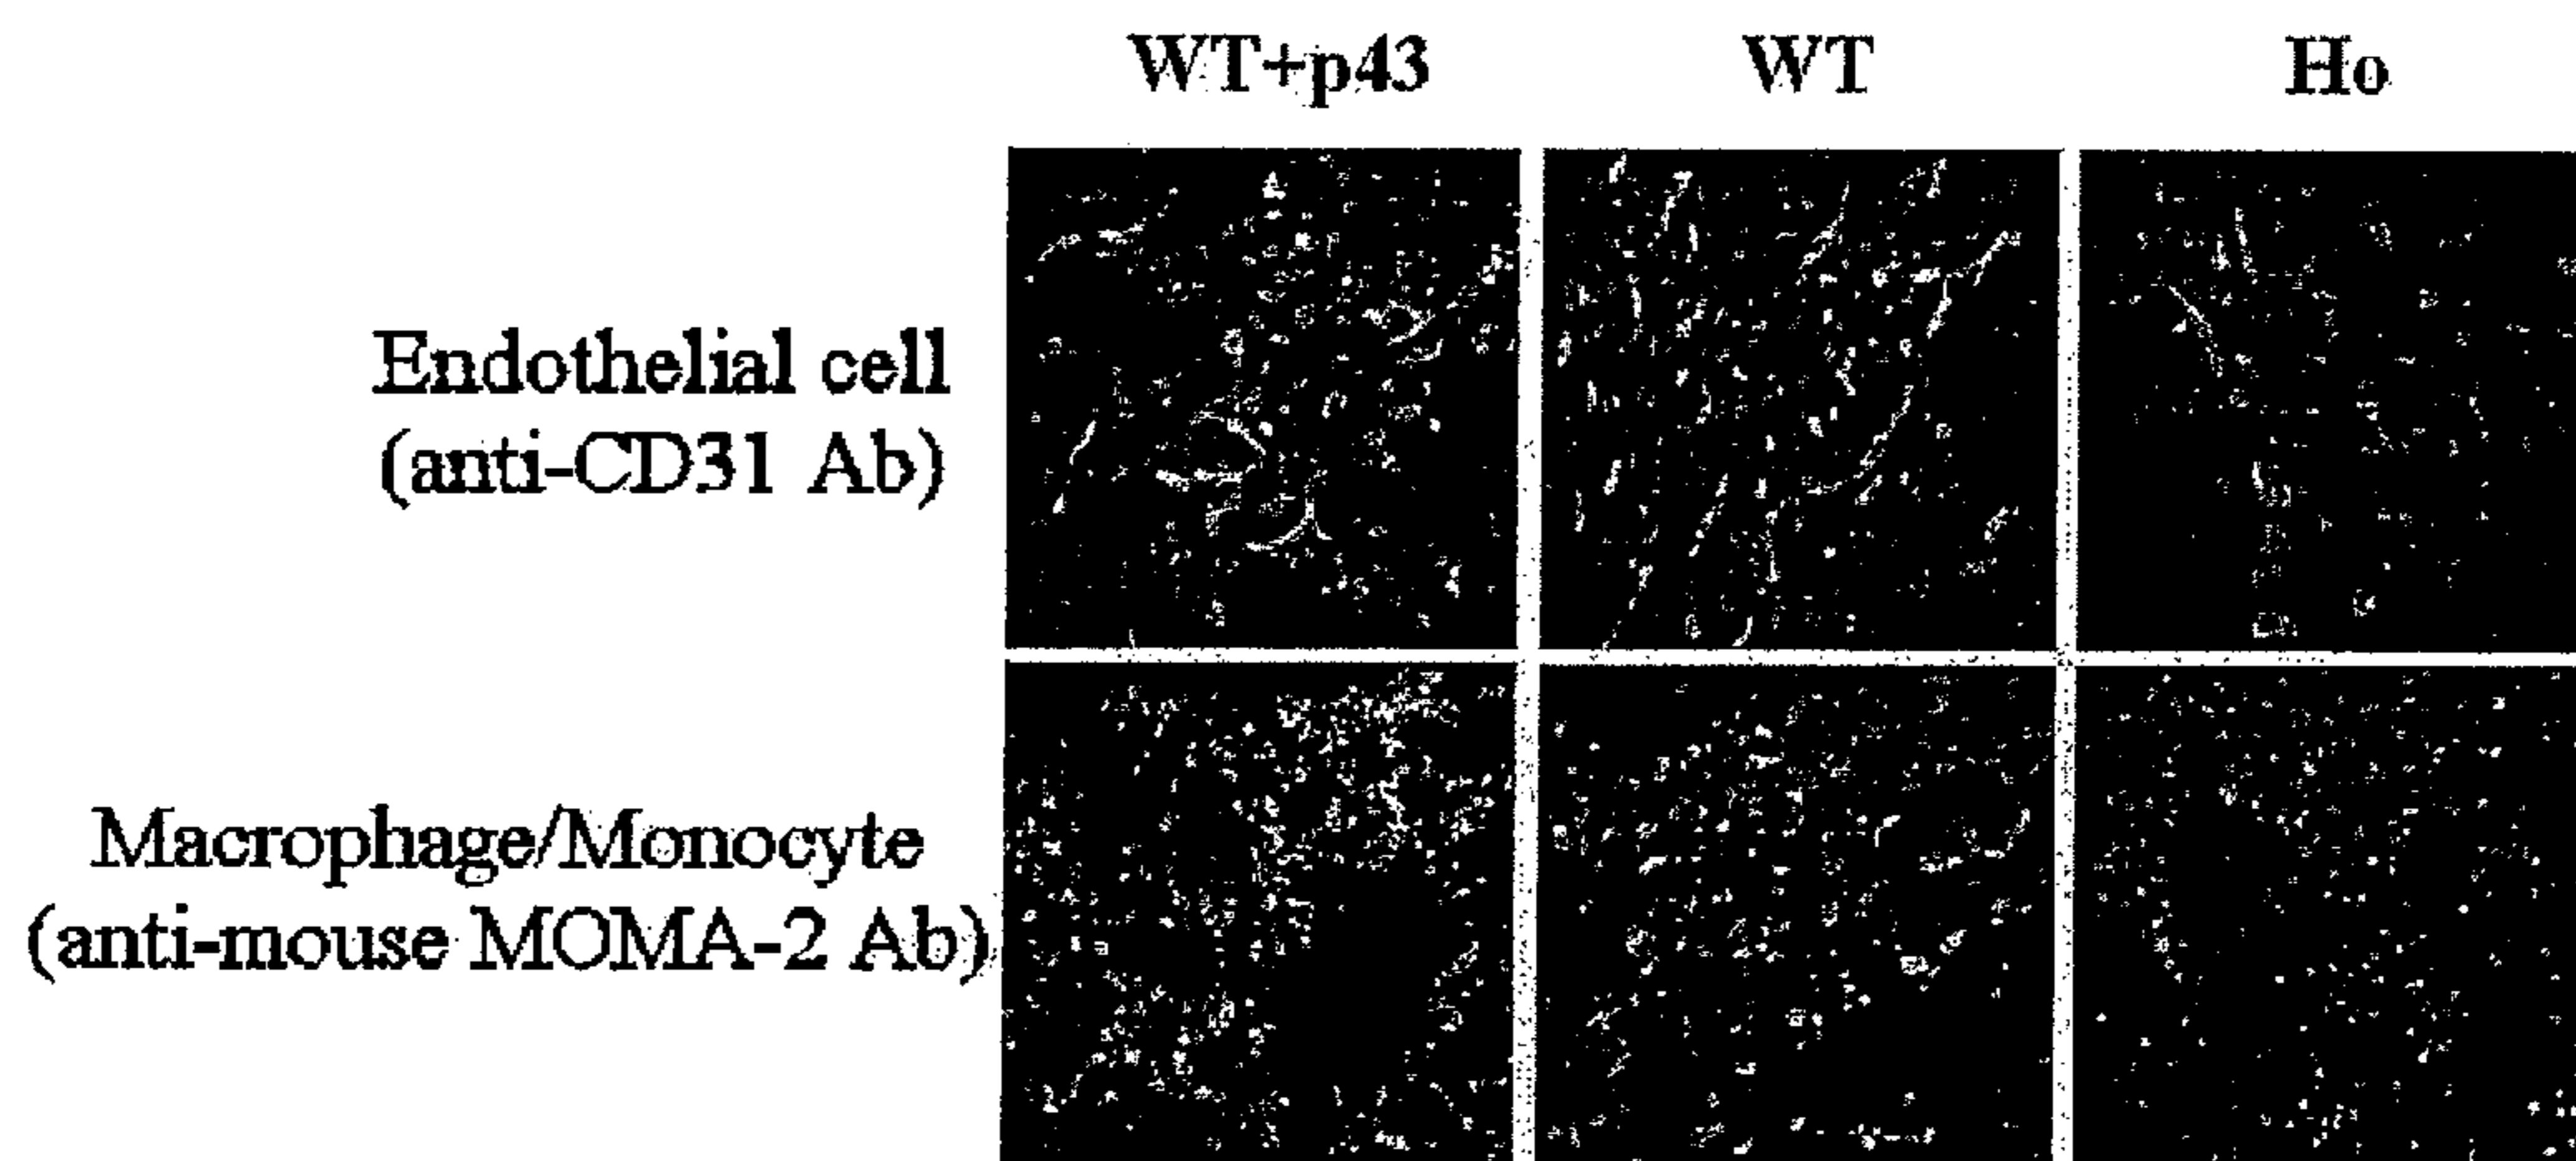 WT+p43 WT Ho
Endothelial cell
(anti-CD31 Ab)
Macrophage/Monocyte
(anti-mouse MOMA-2 Ab)